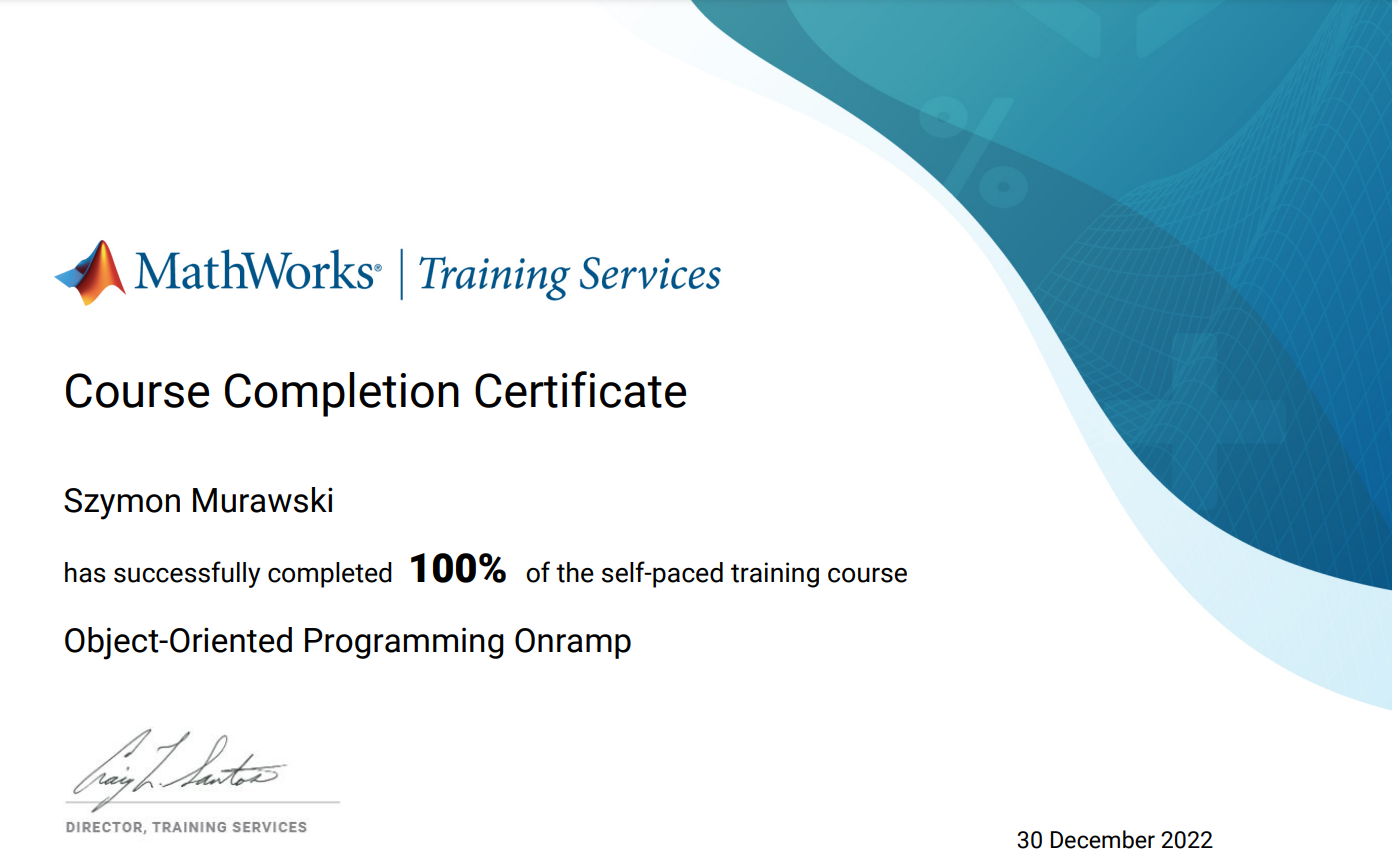 MathWorks® | Training Services
Course Completion Certificate
Szymon Murawski
has successfully completed 100% of the self-paced training course
Object-Oriented Programming Onramp
Craig L. Santos
DIRECTOR, TRAINING SERVICES
30 December 2022